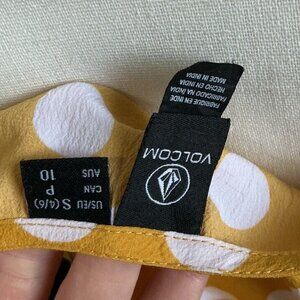 VOLCOM
US/EU S (4/6)
CAN P
AUS 10
MADE IN INDIA
HECHO EN INDIA
FABRICADO NA INDIA
FABRIQUE EN INDE